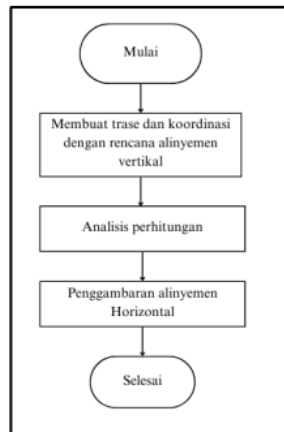 Mulai
Membuat trase dan koordinasi
dengan rencana alinyemen
vertikal
Analisis perhitungan
Penggambaran alinyemen
Horizontal
Selesai